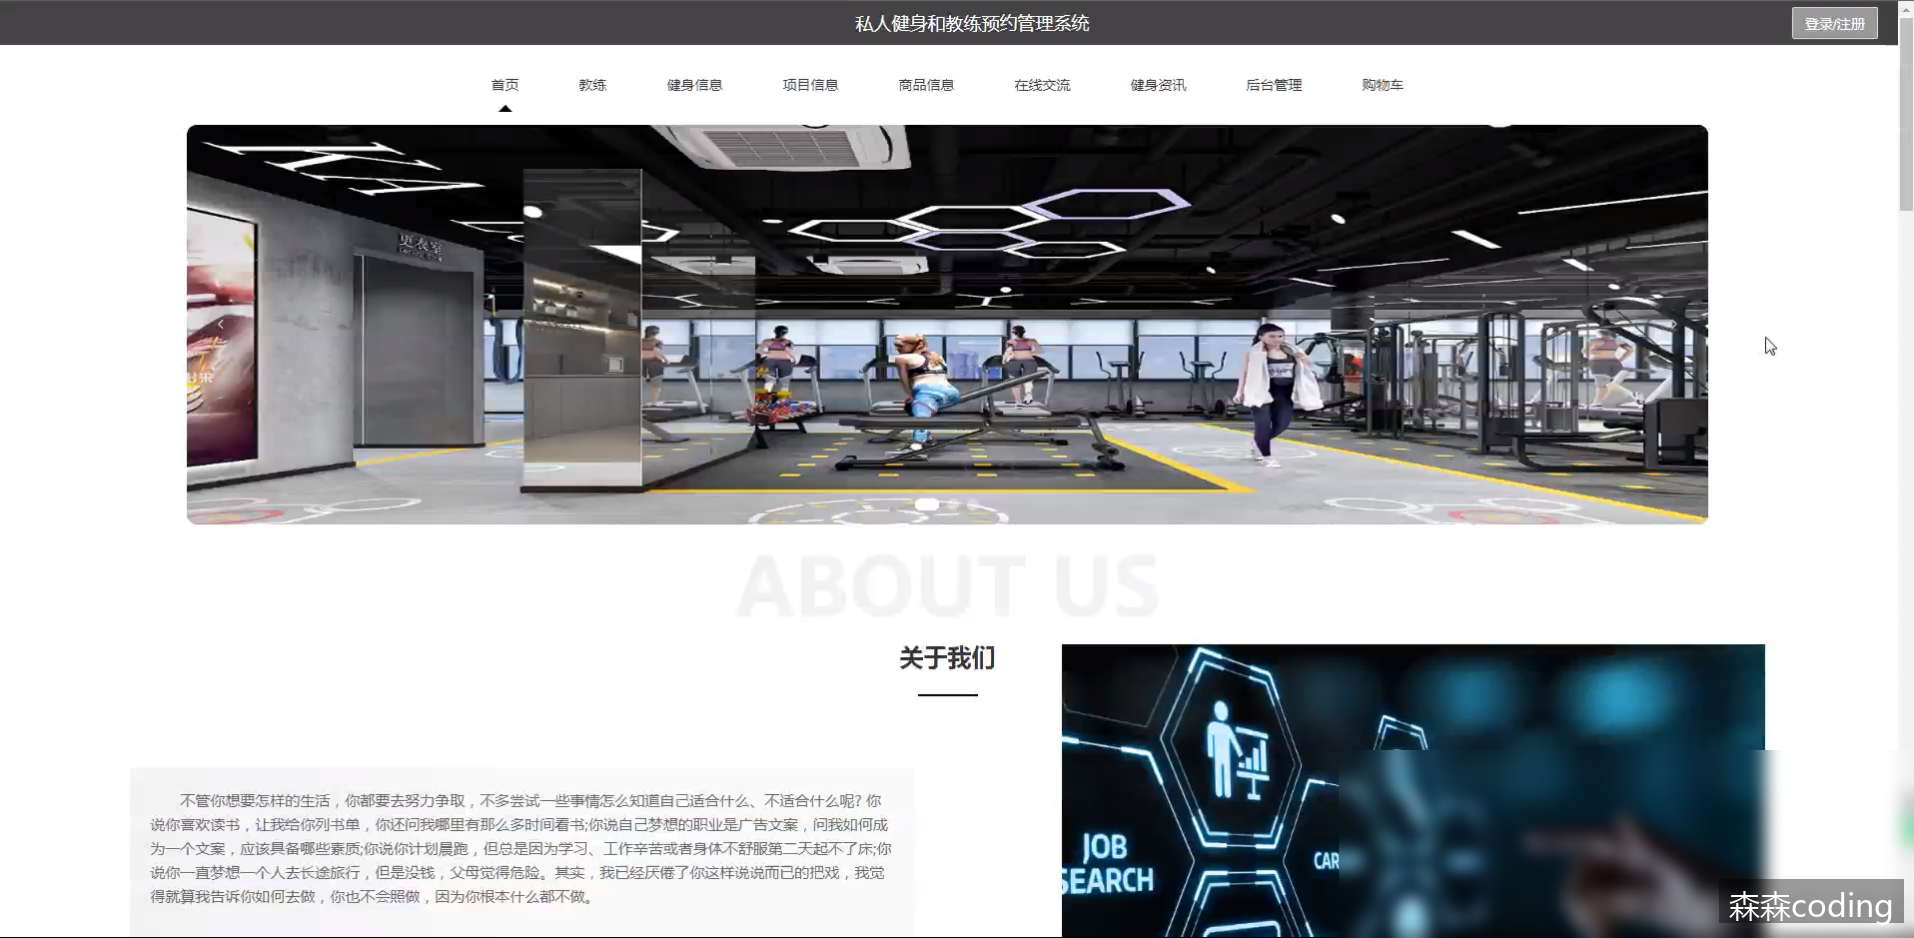 私人健身和教练预约管理系统
登录/注册
首页 教练 健身信息 项目信息 商品信息 在线交流 健身资讯 后台管理 购物车
更衣室
ABOUT US
关于我们
不管你想要怎样的生活，你都要去努力争取，不多尝试一些事情怎么知道自己适合什么、不适合什么呢? 你
说你喜欢读书，让我给你列书单，你还问我哪里有那么多时间看书;你说自己梦想的职业是广告文案，问我如何成
为一个文案，应该具备哪些素质;你说你计划晨跑，但总是因为学习、工作辛苦或者身体不舒服第二天起不了床;你
说你一直梦想一个人去长途旅行，但是没钱，父母觉得危险。其实，我已经厌倦了你这样说说而已的把戏，我觉
得就算我告诉你如何去做，你也不会照做，因为你根本什么都不做。
JOB
SEARCH
CAR
森森coding